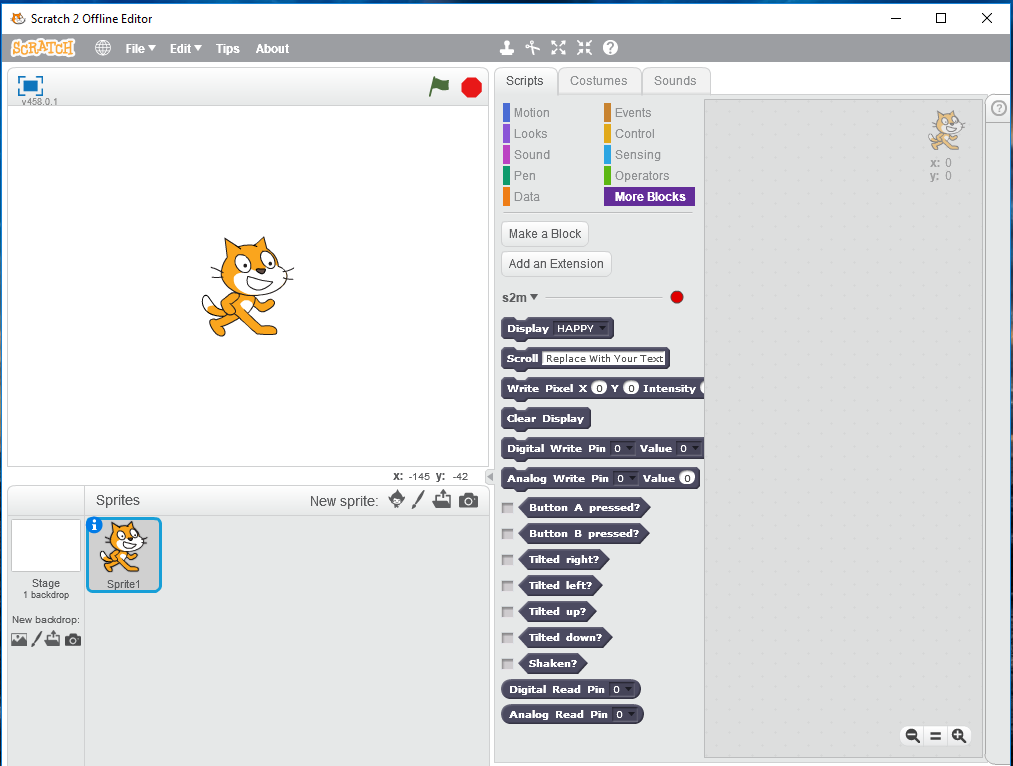 Scratch 2 Offline Editor
SCRATCH File Edit Tips About
v458.0.1
Scripts Costumes Sounds
Motion Events
Looks Control
Sound Sensing
Pen Operators
Data More Blocks
x: 0
y: 0
Make a Block
Add an Extension
s2m
Display HAPPY
Scroll Replace With Your Text
Write Pixel X 0 Y 0 Intensity
Clear Display
Digital Write Pin 0 Value 0
Analog Write Pin 0 Value 0
Button A pressed?
Button B pressed?
Tilted right?
Tilted left?
Tilted up?
Tilted down?
Shaken?
Digital Read Pin 0
Analog Read Pin 0
X: -145 y: -42
Sprites New sprite:
Stage
1 backdrop
New backdrop:
Sprite1